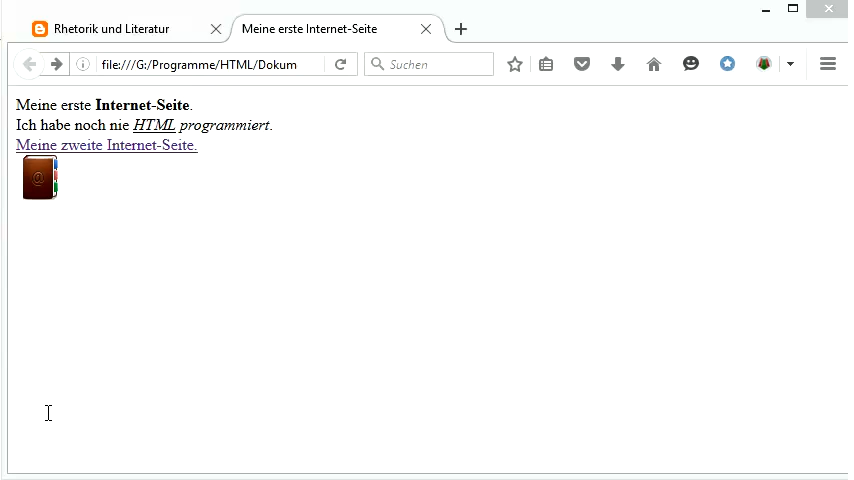 Rhetorik und Literatur
Meine erste Internet-Seite
file:///G:/Programme/HTML/Dokum
Suchen
Meine erste Internet-Seite.
Ich habe noch nie HTML programmiert.
Meine zweite Internet-Seite.
@